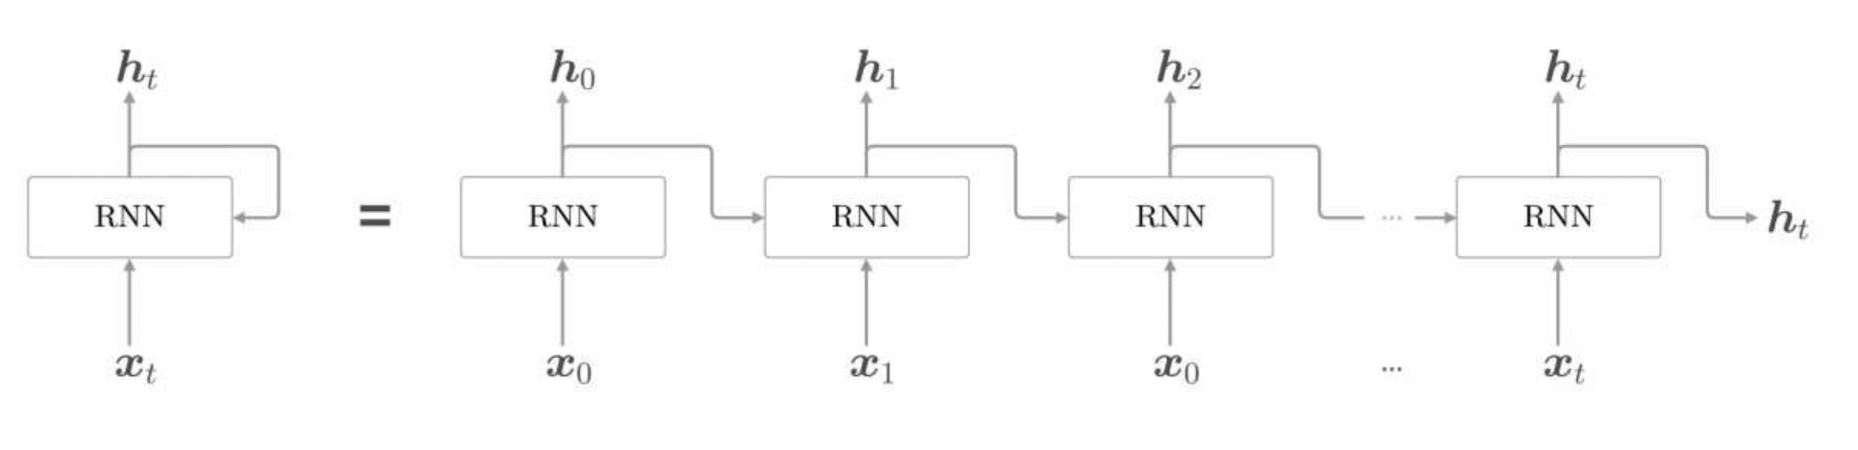 h_t h_0 h_1 h_2 h_t
RNN = RNN RNN RNN ... RNN h_t
x_t x_0 x_1 x_0 ... x_t